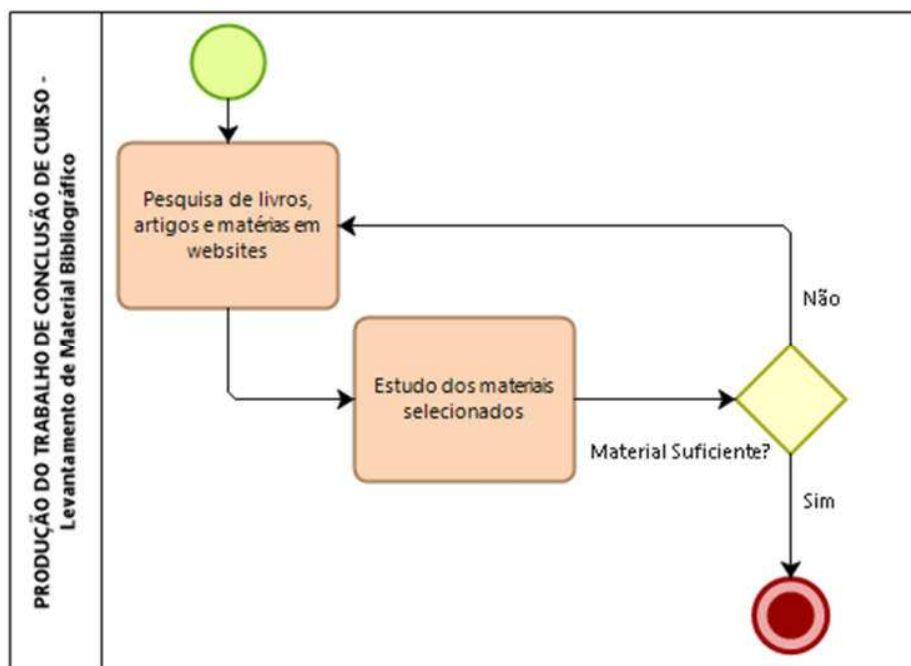 PRODUÇÃO DO TRABALHO DE CONCLUSÃO DE CURSO -
Levantamento de Material Bibliográfico
Pesquisa de livros,
artigos e matérias em
websites
Estudo dos materiais
selecionados
Material Suficiente?
Não
Sim